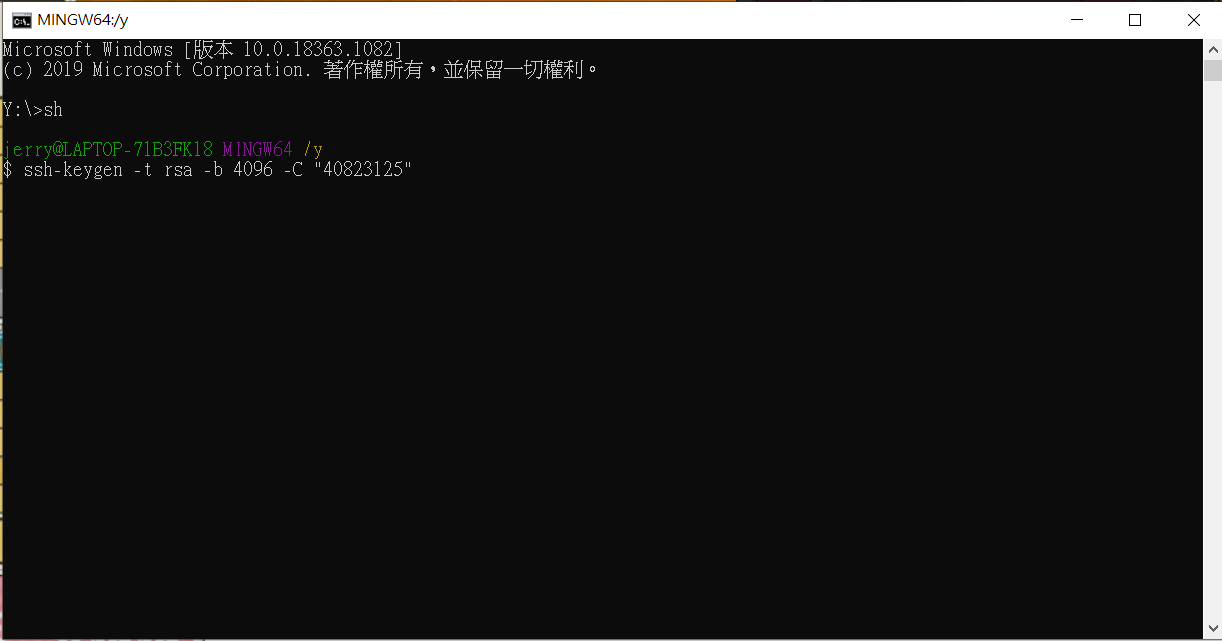 MINGW64:/y
Microsoft Windows [版本 10.0.18363.1082]
(c) 2019 Microsoft Corporation. 著作權所有，並保留一切權利。
Y:\>sh
jerry@LAPTOP-71B3FK18 MINGW64 /y
$ ssh-keygen -t rsa -b 4096 -C "40823125"